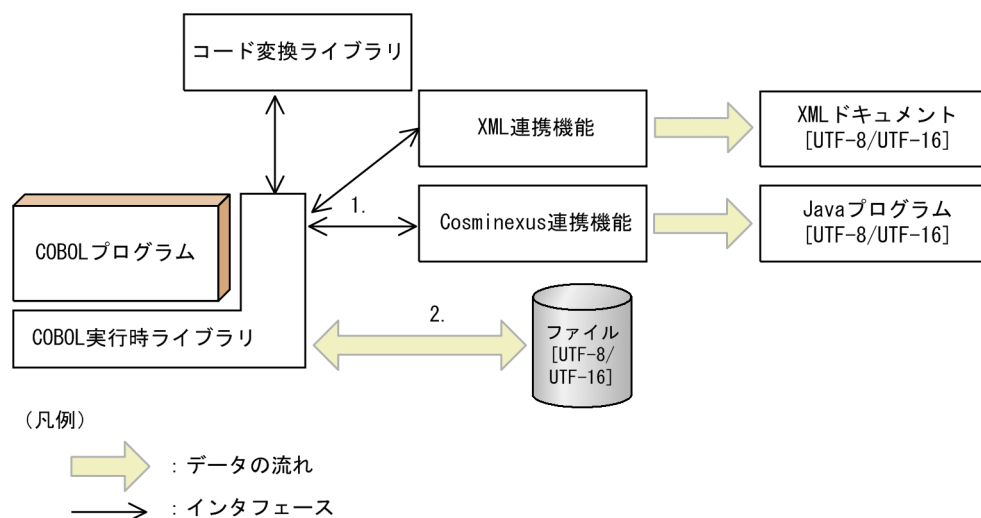 コード変換ライブラリ
XML連携機能
XMLドキュメント
[UTF-8/UTF-16]
1.
Cosminexus連携機能
Javaプログラム
[UTF-8/UTF-16]
COBOLプログラム
COBOL実行時ライブラリ
2.
ファイル
[UTF-8/
UTF-16]
(凡例)
:データの流れ
:インタフェース